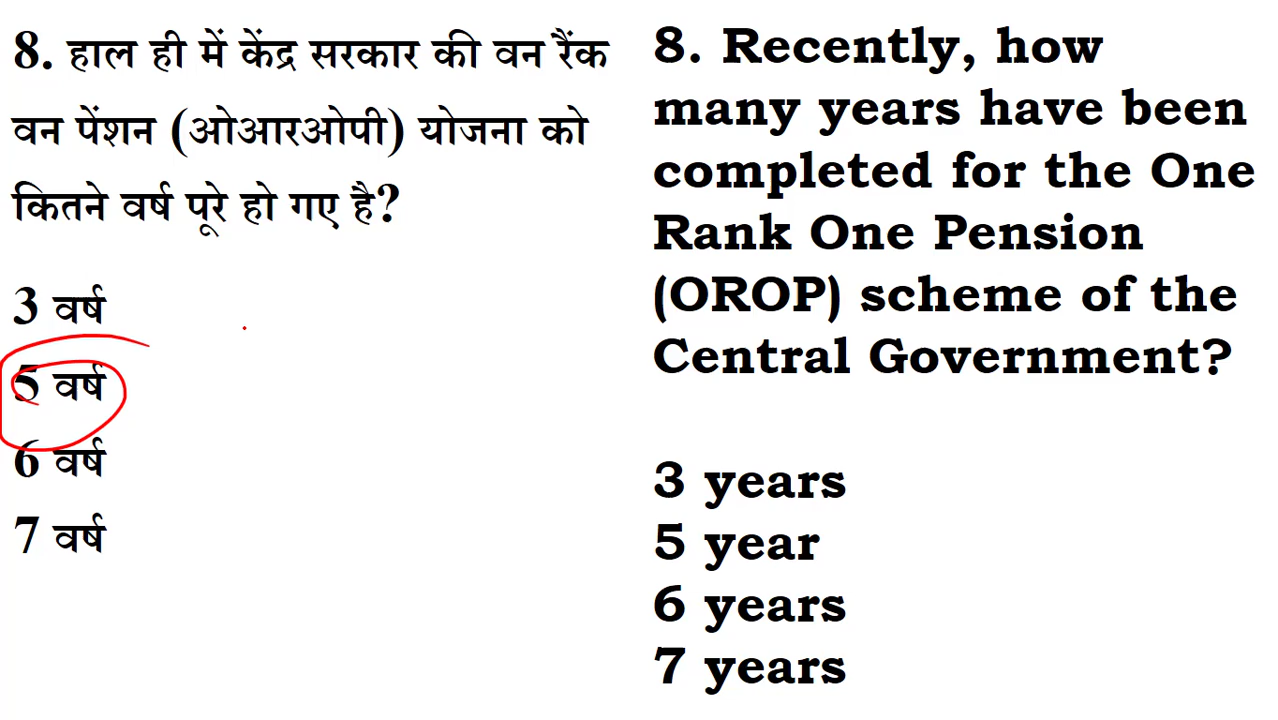 8. हाल ही में केंद्र सरकार की वन रैंक
वन पेंशन (ओआरओपी) योजना को
कितने वर्ष पूरे हो गए है?
3 वर्ष
5 वर्ष
6 वर्ष
7 वर्ष
8. Recently, how
many years have been
completed for the One
Rank One Pension
(OROP) scheme of the
Central Government?
3 years
5 year
6 years
7 years